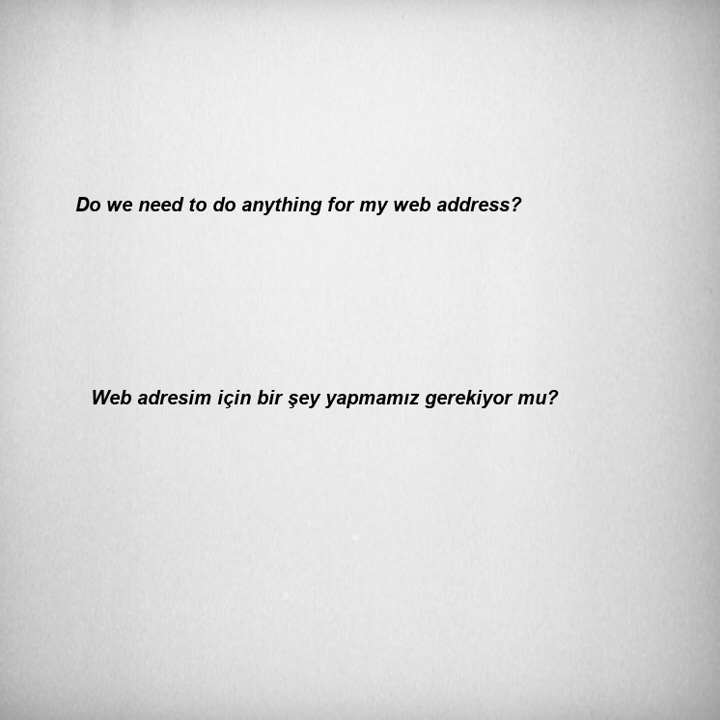 Do we need to do anything for my web address?
Web adresim için bir şey yapmamız gerekiyor mu?